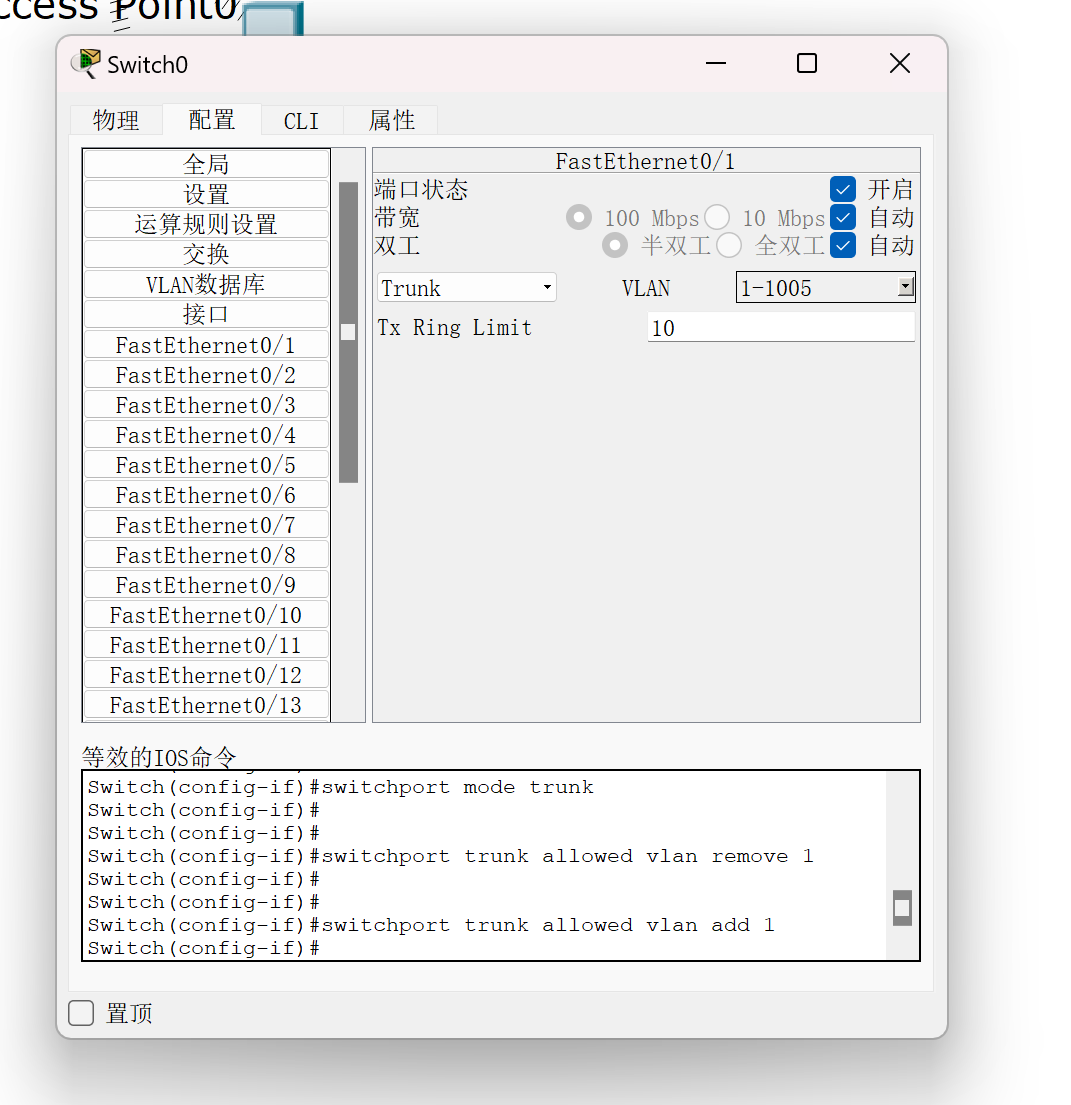 ccess Point0
Switch0
物理 配置 CLI 属性
全局
设置
运算规则设置
交换
VLAN数据库
接口
FastEthernet0/1
FastEthernet0/2
FastEthernet0/3
FastEthernet0/4
FastEthernet0/5
FastEthernet0/6
FastEthernet0/7
FastEthernet0/8
FastEthernet0/9
FastEthernet0/10
FastEthernet0/11
FastEthernet0/12
FastEthernet0/13
FastEthernet0/1
端口状态 开启
带宽 100 Mbps 10 Mbps 自动
双工 半双工 全双工 自动
Trunk VLAN 1-1005
Tx Ring Limit 10
等效的IOS命令
Switch(config-if)#switchport mode trunk
Switch(config-if)#
Switch(config-if)#
Switch(config-if)#switchport trunk allowed vlan remove 1
Switch(config-if)#
Switch(config-if)#
Switch(config-if)#switchport trunk allowed vlan add 1
Switch(config-if)#
置顶